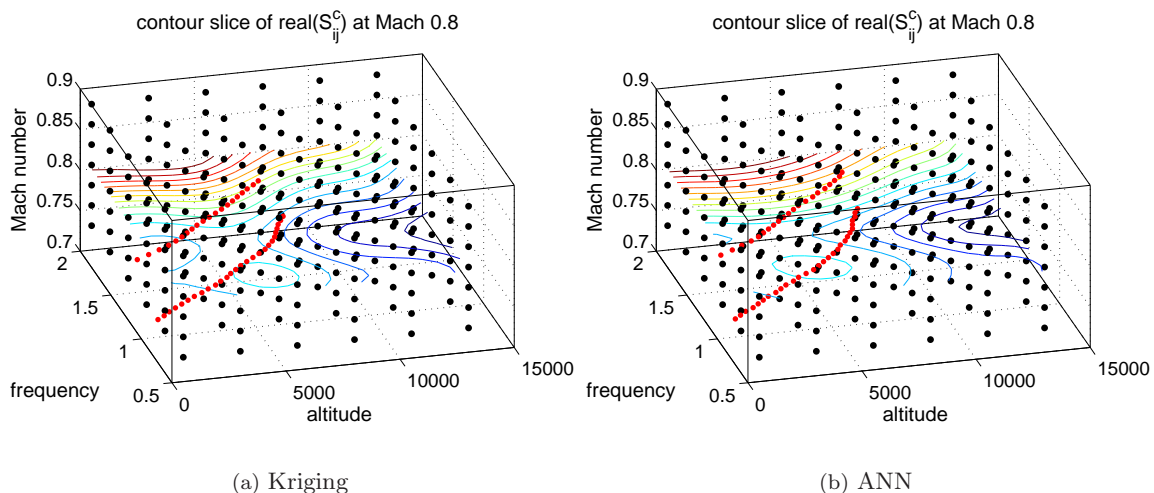 contour slice of real(S^c_ij) at Mach 0.8
0.9
0.85
0.8
0.75
0.7
Mach number
2
1.5
1
0.5
frequency
0
5000
10000
15000
altitude
(a) Kriging
contour slice of real(S^c_ij) at Mach 0.8
0.9
0.85
0.8
0.75
0.7
Mach number
2
1.5
1
0.5
frequency
0
5000
10000
15000
altitude
(b) ANN